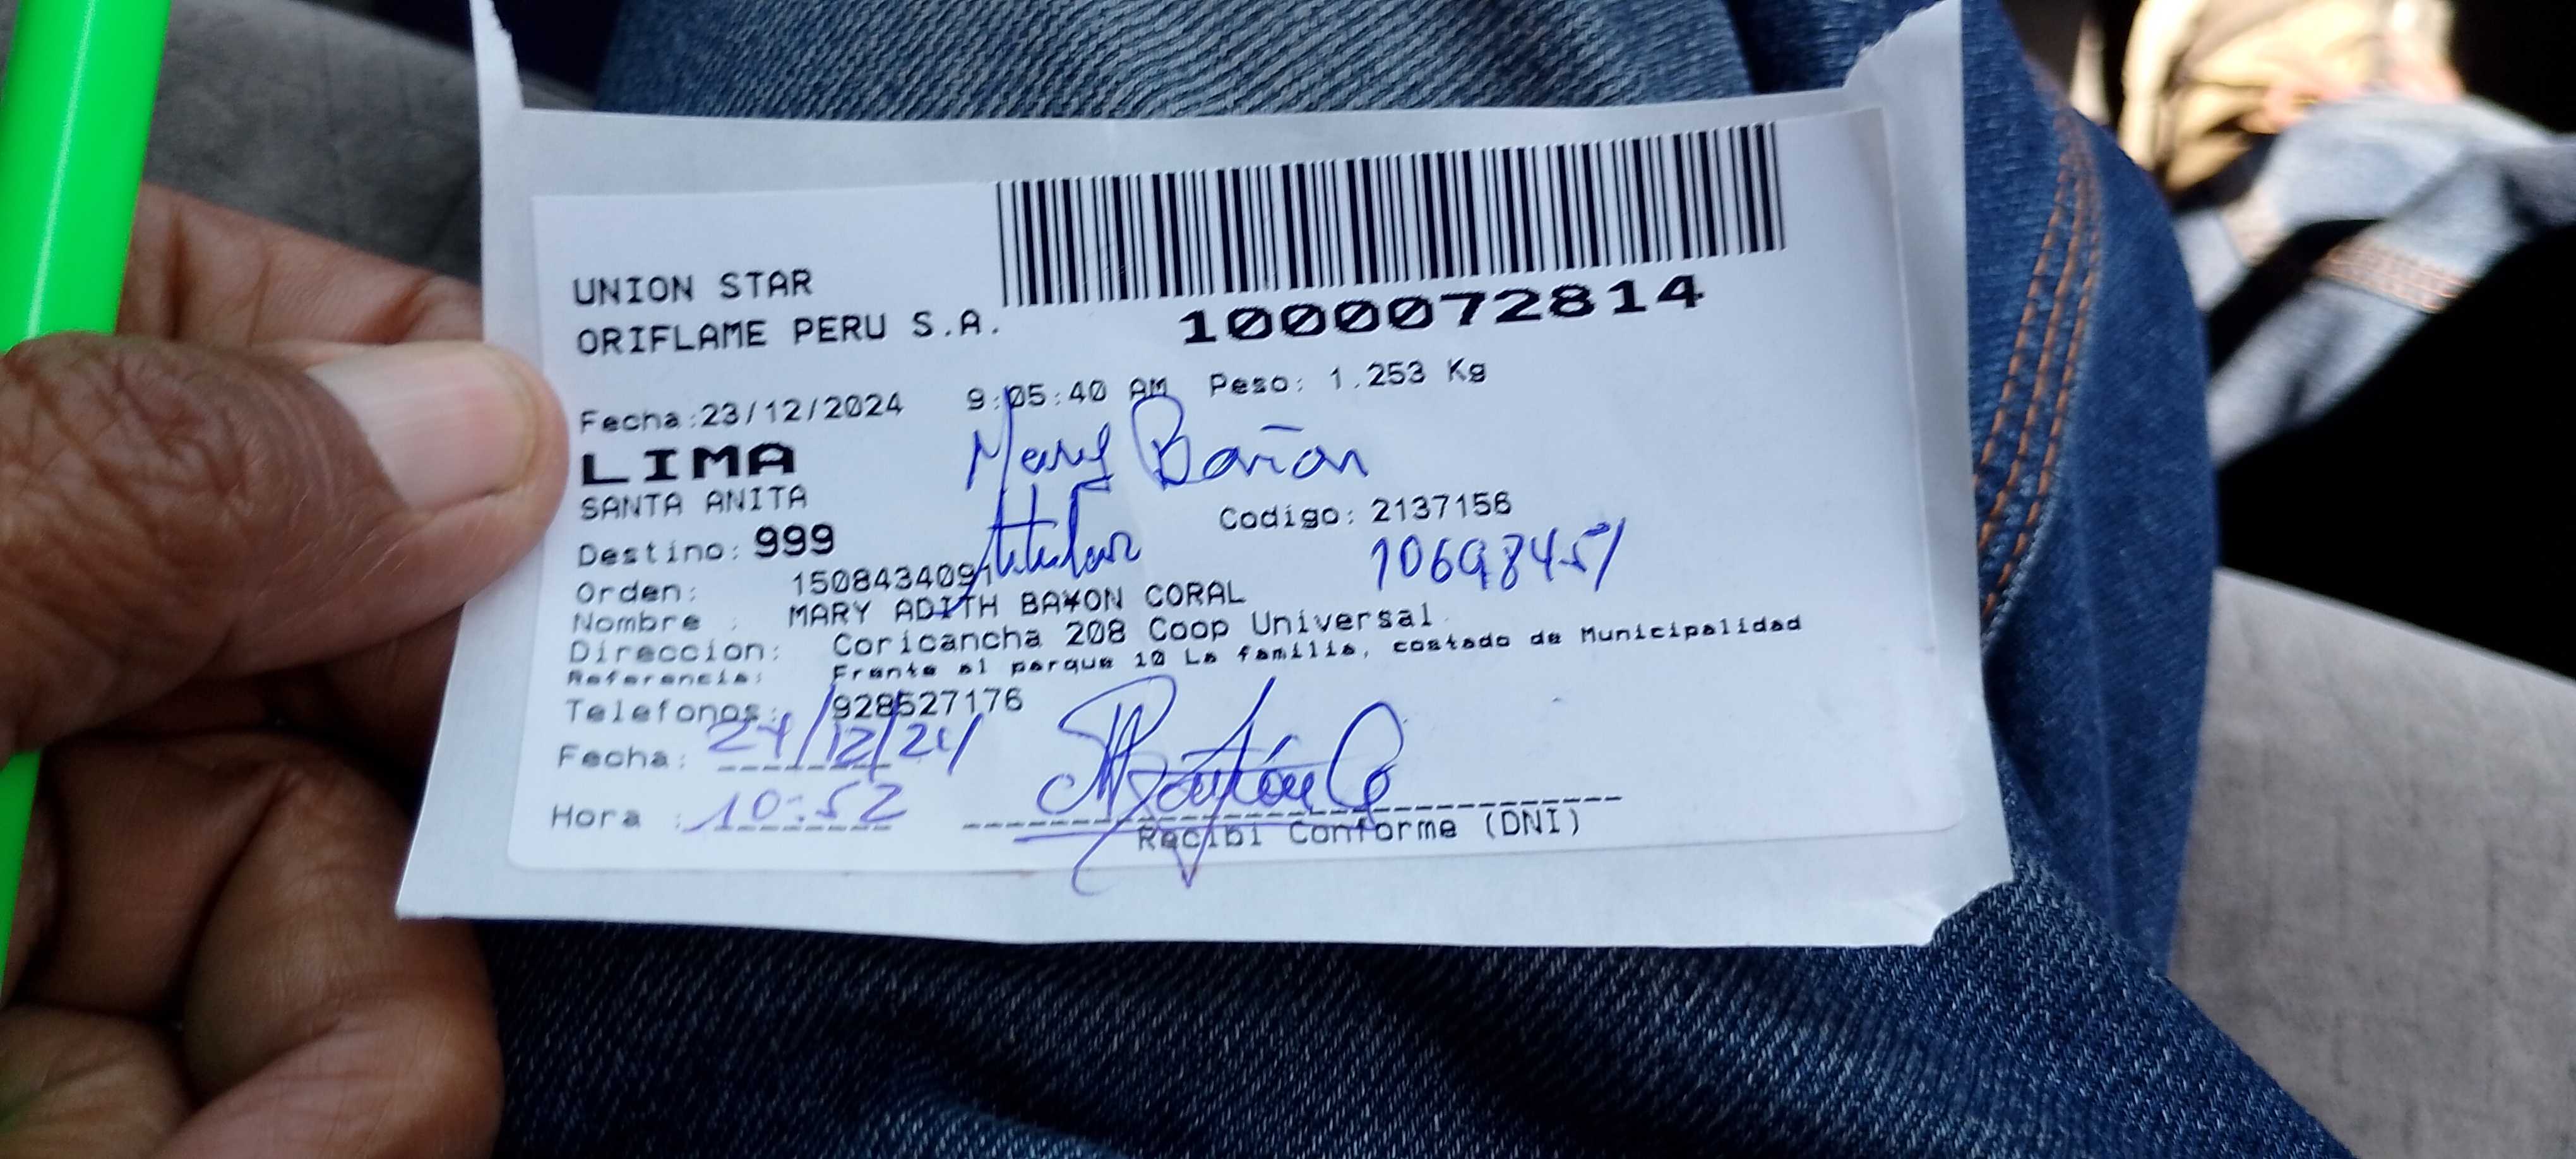 UNION STAR
ORIFLAME PERU S.A.
1000072814
Fecha:23/12/2024 9:05:40 AM Peso: 1.253 Kg
LIMA
Mary Bañon
SANTA ANITA
titular
Codigo: 2137156
Destino: 999
10698451
Orden: 1508434091
Nombre : MARY ADITH BA¥ON CORAL
Direccion: Coricancha 208 Coop Universal
Referencia: Frente al parque 10 La familia, costado de Municipalidad
Telefonos: 928527176
Fecha: 24/12/24
Hora : 10:52
Recibi Conforme (DNI)